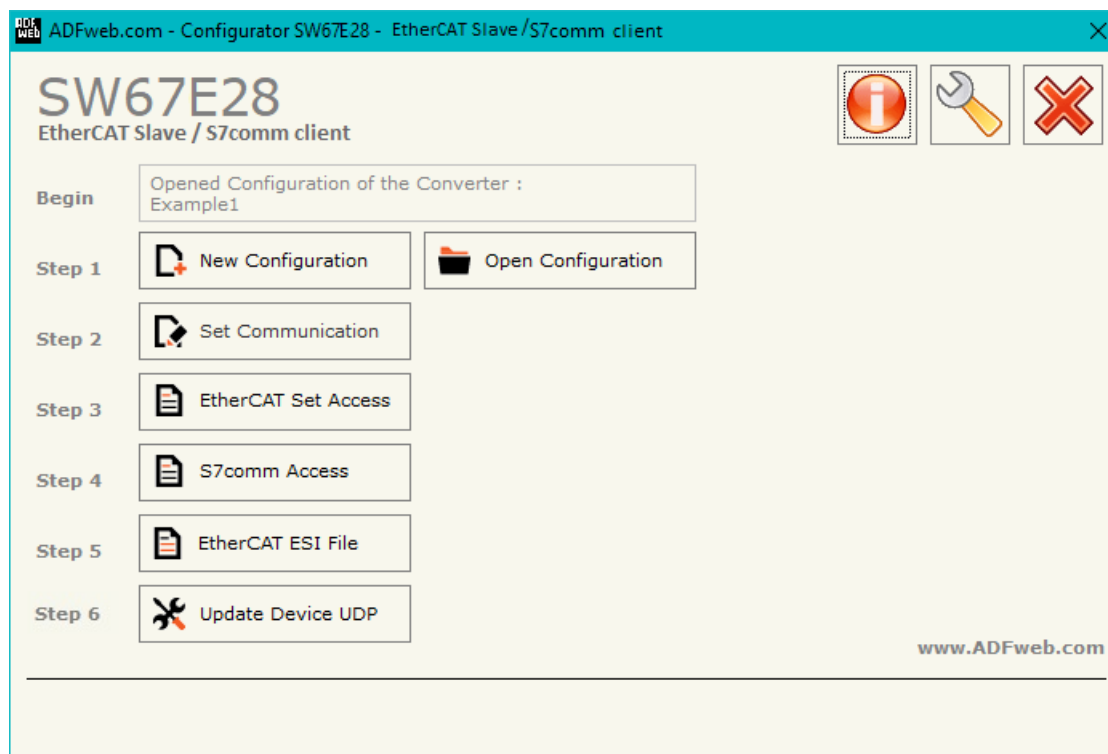 ADF
WEB
ADFweb.com - Configurator SW67E28 - EtherCAT Slave/S7comm client
SW67E28
EtherCAT Slave / S7comm client
Begin
Opened Configuration of the Converter :
Example1
Step 1
New Configuration
Open Configuration
Step 2
Set Communication
Step 3
EtherCAT Set Access
Step 4
S7comm Access
Step 5
EtherCAT ESI File
Step 6
Update Device UDP
www.ADFweb.com